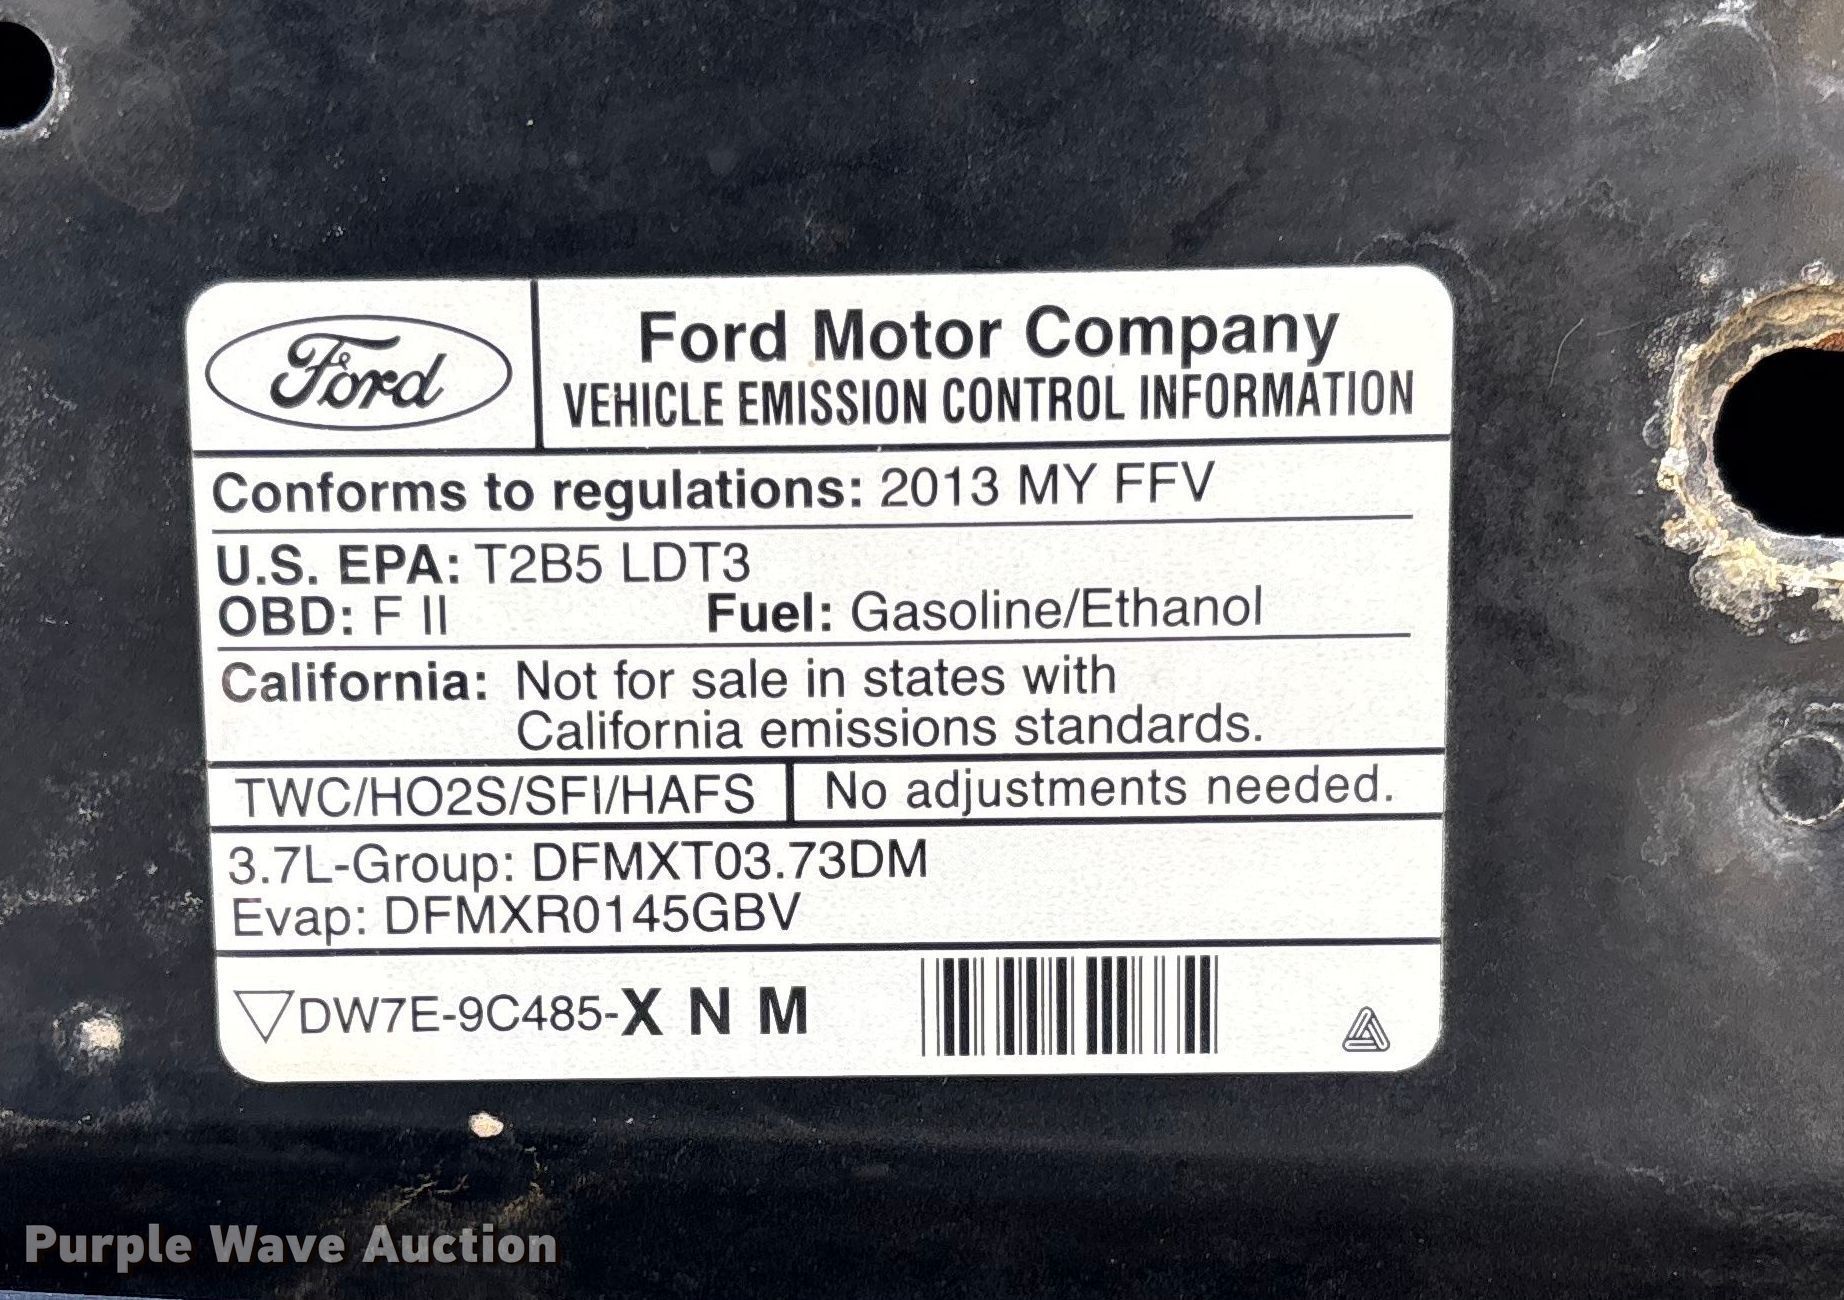 Ford
Ford Motor Company
VEHICLE EMISSION CONTROL INFORMATION
Conforms to regulations: 2013 MY FFV
U.S. EPA: T2B5 LDT3
OBD: F II Fuel: Gasoline/Ethanol
California: Not for sale in states with
California emissions standards.
TWC/HO2S/SFI/HAFS No adjustments needed.
3.7L-Group: DFMXT03.73DM
Evap: DFMXR0145GBV
DW7E-9C485-X N M
Purple Wave Auction